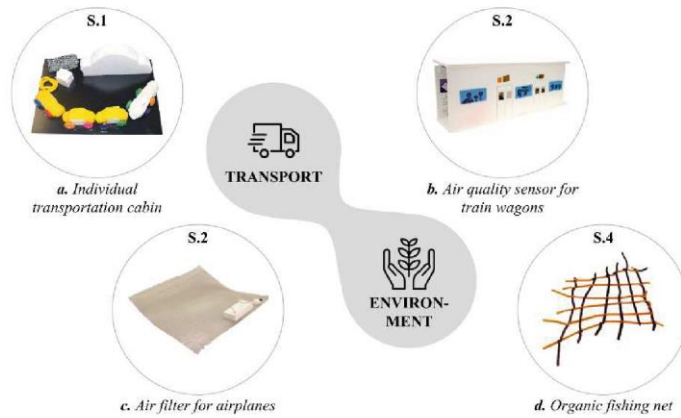 S.1
S.2
TRANSPORT
a. Individual
transportation cabin
b. Air quality sensor for
train wagons
S.2
S.4
ENVIRON-
MENT
c. Air filter for airplanes
d. Organic fishing net